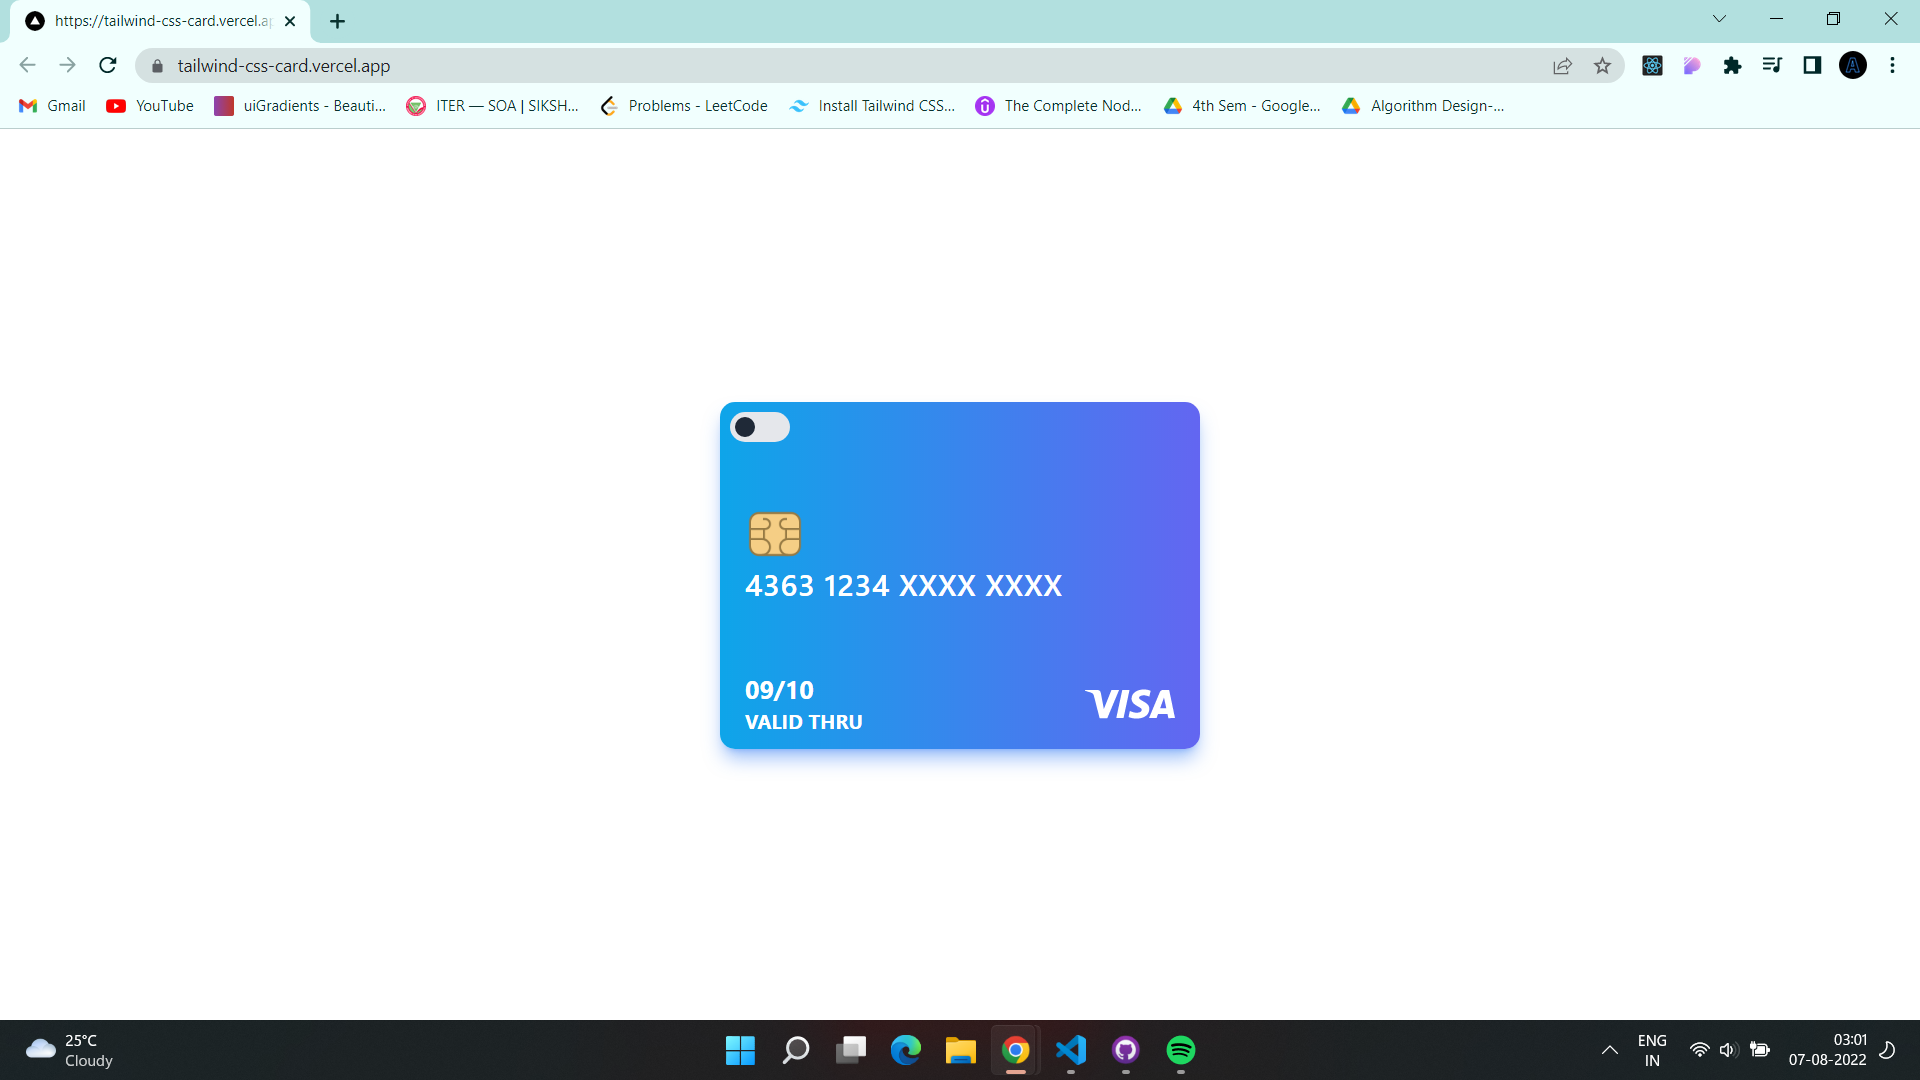 https://tailwind-css-card.vercel.ap
tailwind-css-card.vercel.app
A
Gmail
YouTube
uiGradients - Beauti...
ITER — SOA | SIKSH...
Problems - LeetCode
Install Tailwind CSS...
The Complete Nod...
4th Sem - Google...
Algorithm Design-...
4363 1234 XXXX XXXX
09/10
VALID THRU
VISA
25°C
Cloudy
ENG
IN
03:01
07-08-2022